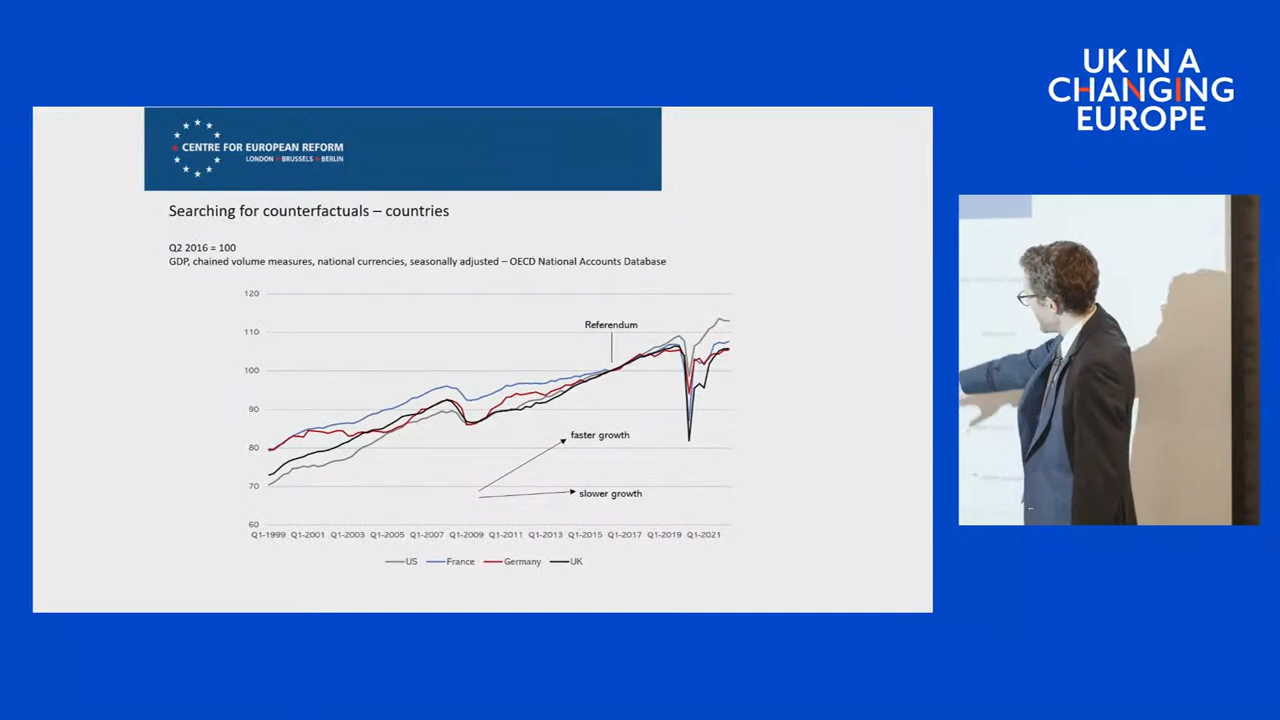 UK IN A
CHANGING
EUROPE
CENTRE FOR EUROPEAN REFORM
LONDON ★ BRUSSELS ★ BERLIN
Searching for counterfactuals – countries
Q2 2016 = 100
GDP, chained volume measures, national currencies, seasonally adjusted – OECD National Accounts Database
120
110
100
90
80
70
60
Referendum
faster growth
slower growth
Q1-1999 Q1-2001 Q1-2003 Q1-2005 Q1-2007 Q1-2009 Q1-2011 Q1-2013 Q1-2015 Q1-2017 Q1-2019 Q1-2021
US France Germany UK